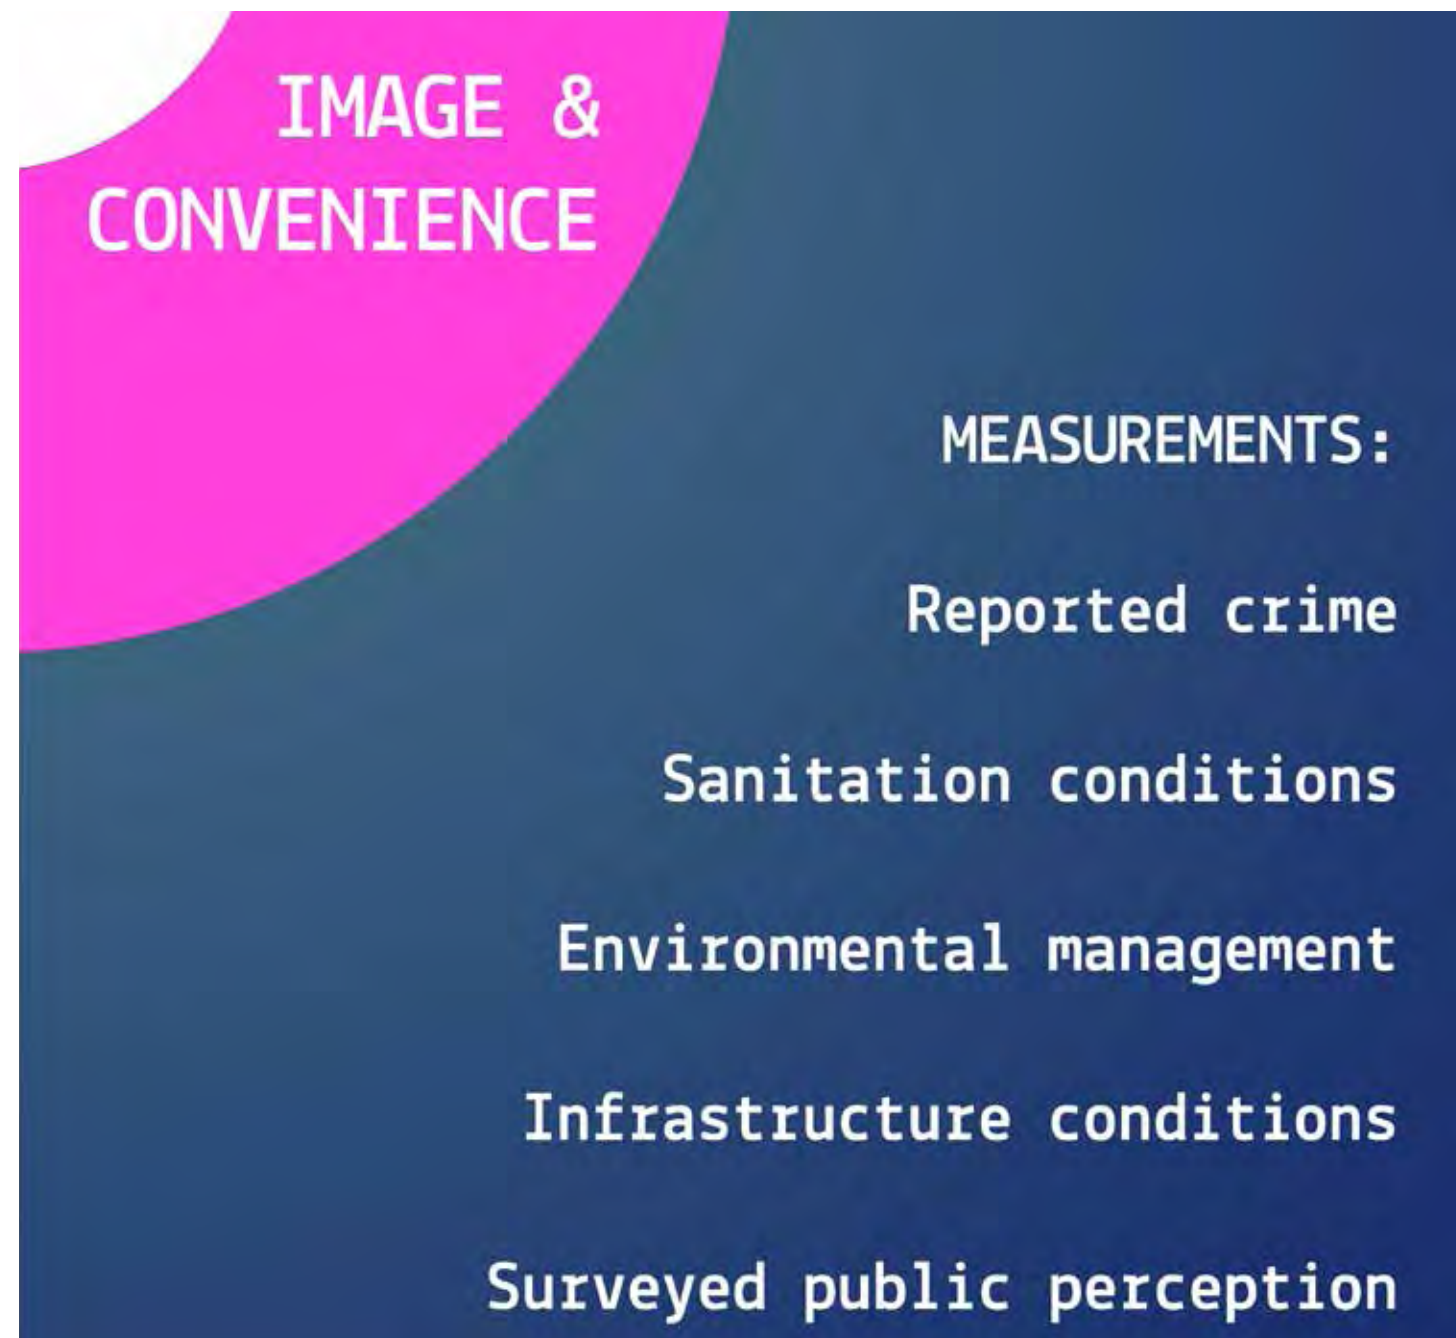 IMAGE &
CONVENIENCE
MEASUREMENTS:
Reported crime
Sanitation conditions
Environmental management
Infrastructure conditions
Surveyed public perception